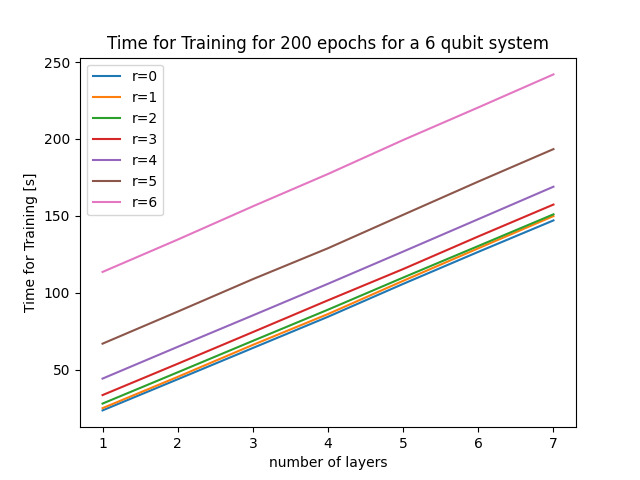 Time for Training for 200 epochs for a 6 qubit system
250
200
150
100
50
Time for Training [s]
r=0
r=1
r=2
r=3
r=4
r=5
r=6
1 2 3 4 5 6 7
number of layers